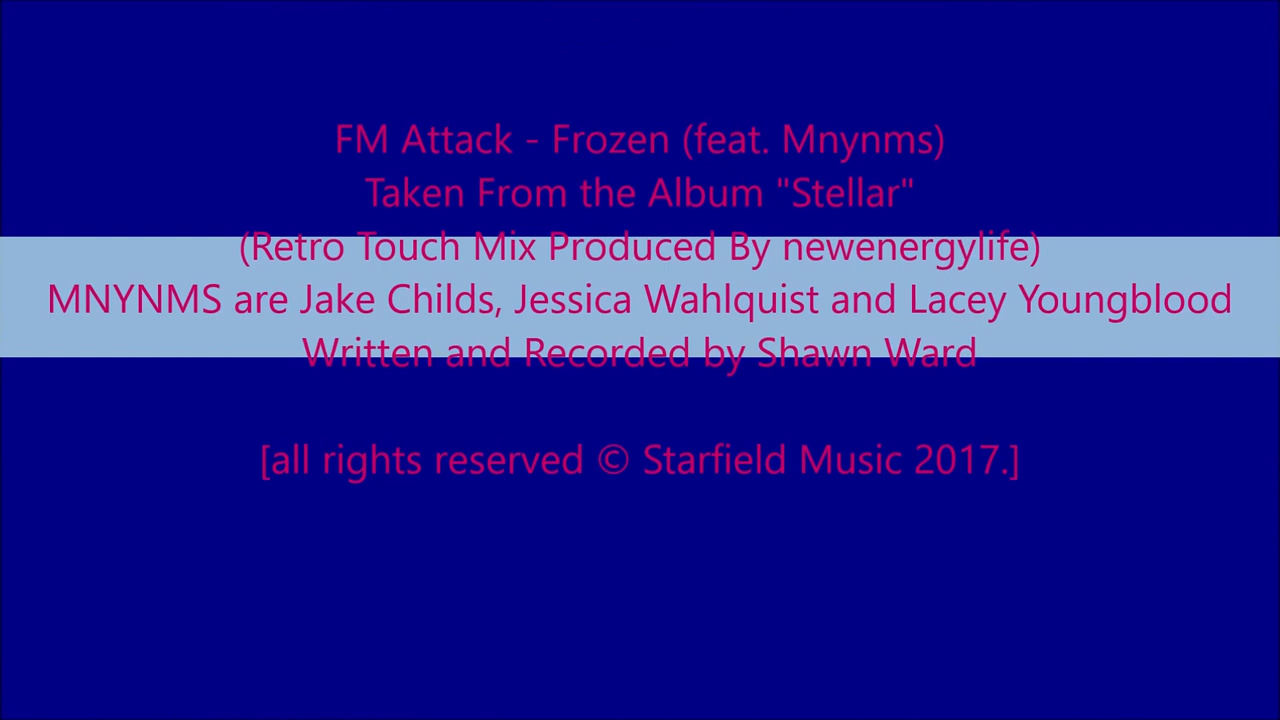 FM Attack - Frozen (feat. Mnynms)
Taken From the Album "Stellar"
(Retro Touch Mix Produced By newenergylife)
MNYNMS are Jake Childs, Jessica Wahlquist and Lacey Youngblood
Written and Recorded by Shawn Ward
[all rights reserved © Starfield Music 2017.]